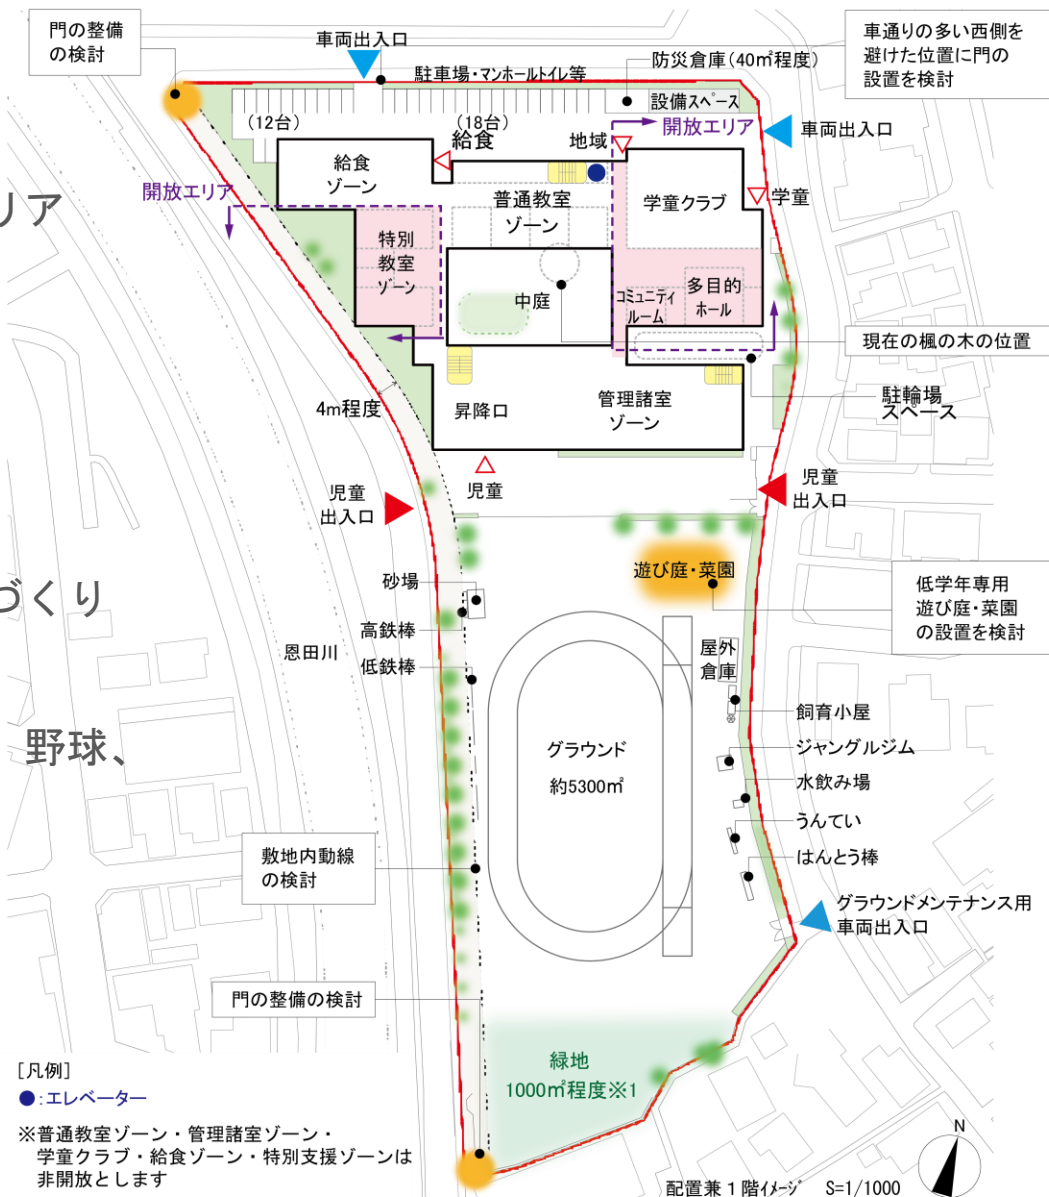 門の整備
の検討
車両出入口
駐車場・マンホールトイレ等
防災倉庫(40㎡程度)
車通りの多い西側を
避けた位置に門の
設置を検討
設備スペース
(12台)
(18台)
給食
地域
開放エリア
車両出入口
給食
ゾーン
開放エリア
リア
普通教室
ゾーン
学童クラブ
学童
特別
教室
ゾーン
中庭
コミュニティ
ルーム
多目的
ホール
現在の楓の木の位置
4m程度
昇降口
管理諸室
ゾーン
駐輪場
スペース
児童
児童
出入口
児童
出入口
砂場
遊び庭・菜園
低学年専用
遊び庭・菜園
の設置を検討
づくり
高鉄棒
恩田川
低鉄棒
屋外
倉庫
飼育小屋
野球、
グラウンド
約5300㎡
ジャングルジム
水飲み場
うんてい
はんとう棒
敷地内動線
の検討
グラウンドメンテナンス用
車両出入口
門の整備の検討
緑地
1000㎡程度※1
[凡例]
●:エレベーター
※普通教室ゾーン・管理諸室ゾーン・
学童クラブ・給食ゾーン・特別支援ゾーンは
非開放とします
N
配置兼1階イメージ S=1/1000